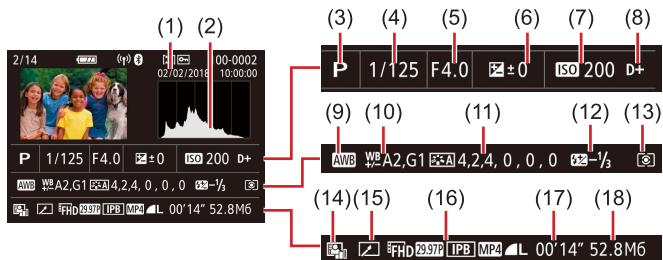 (1) (2) (3) (4) (5) (6) (7) (8)
2/14 00-0002
02/02/2018 10:00:00
P 1/125 F4.0 ±0 ISO 200 D+
P 1/125 F4.0 ±0 ISO 200 D+
(9) (10) (11) (12) (13)
AWB WB A2,G1 A 4,2,4, 0 , 0 , 0 −1/3
AWB WB A2,G1 A 4,2,4, 0 , 0 , 0 −1/3
(14) (15) (16) (17) (18)
FHD 29.97P IPB MP4 L 00'14" 52.8Мб
FHD 29.97P IPB MP4 L 00'14" 52.8Мб